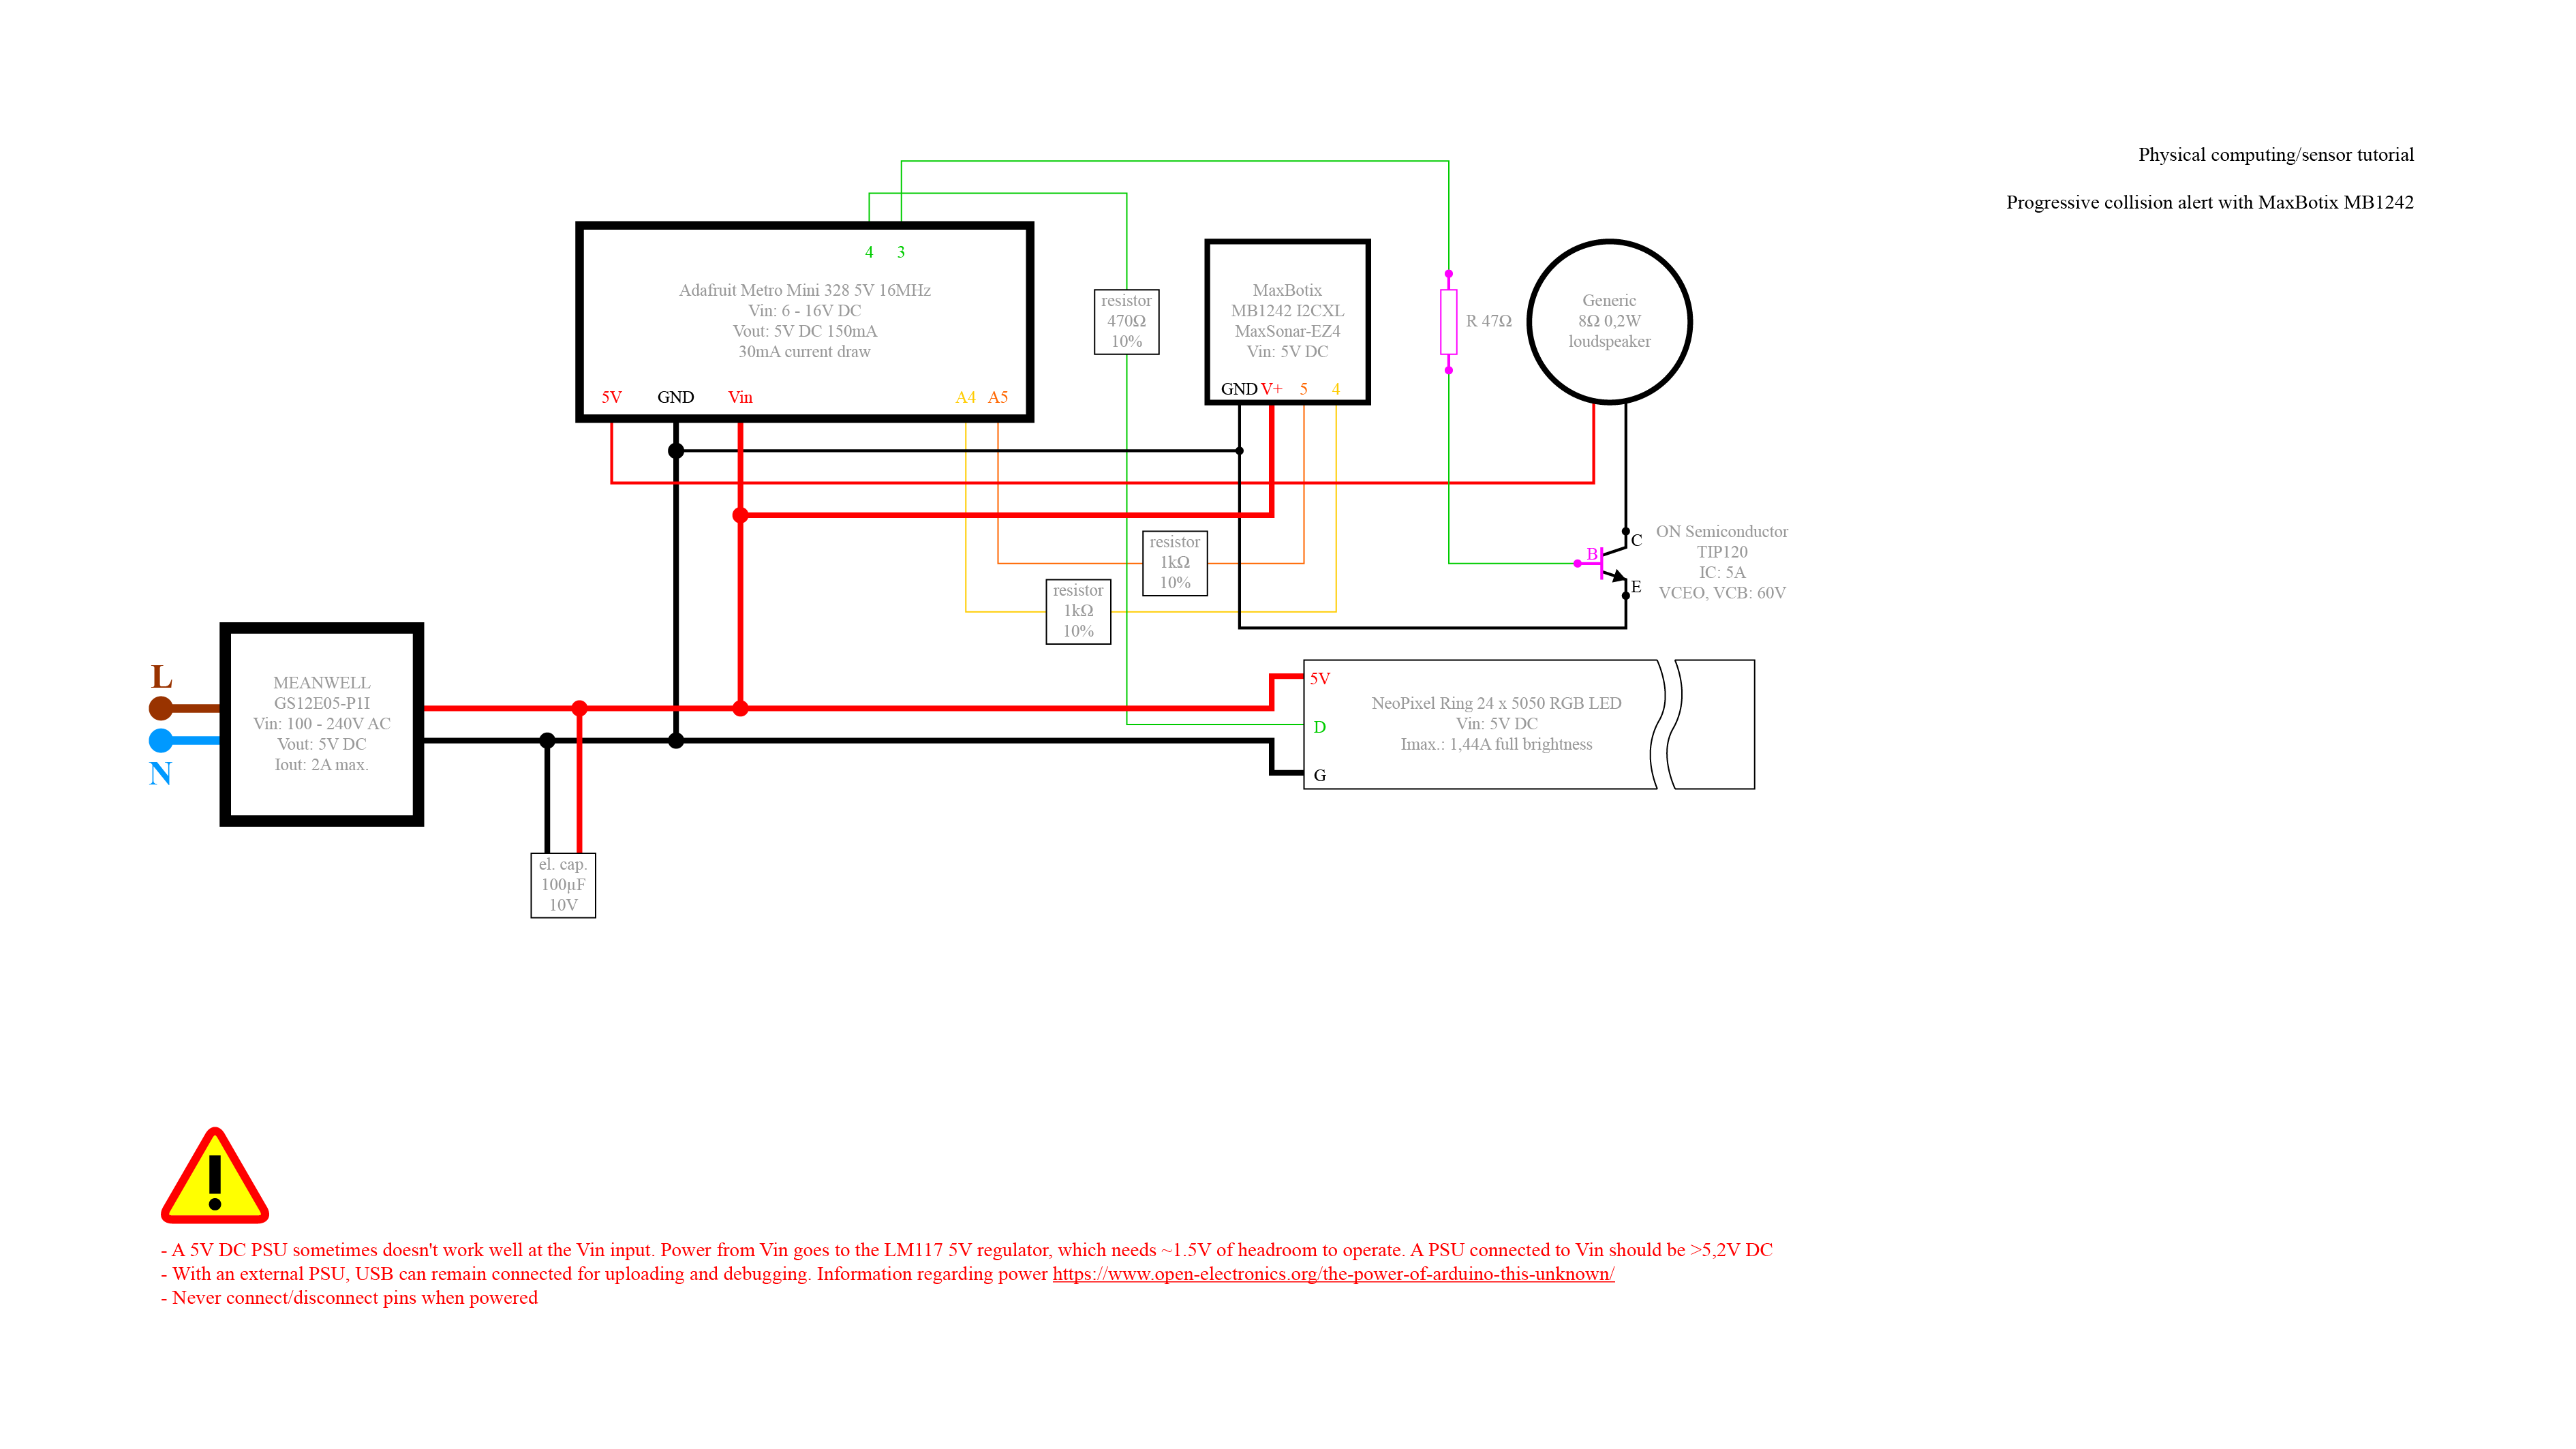 Physical computing/sensor tutorial
Progressive collision alert with MaxBotix MB1242
4 3
Adafruit Metro Mini 328 5V 16MHz
Vin: 6 - 16V DC
Vout: 5V DC 150mA
30mA current draw
5V GND Vin A4 A5
resistor
470Ω
10%
MaxBotix
MB1242 I2CXL
MaxSonar-EZ4
Vin: 5V DC
GND V+ 5 4
R 47Ω
Generic
8Ω 0,2W
loudspeaker
resistor
1kΩ
10%
resistor
1kΩ
10%
B
C
E
ON Semiconductor
TIP120
IC: 5A
VCEO, VCB: 60V
L
N
MEANWELL
GS12E05-P1I
Vin: 100 - 240V AC
Vout: 5V DC
Iout: 2A max.
5V
D
G
NeoPixel Ring 24 x 5050 RGB LED
Vin: 5V DC
Imax.: 1,44A full brightness
el. cap.
100µF
10V
- A 5V DC PSU sometimes doesn't work well at the Vin input. Power from Vin goes to the LM117 5V regulator, which needs ~1.5V of headroom to operate. A PSU connected to Vin should be >5,2V DC
- With an external PSU, USB can remain connected for uploading and debugging. Information regarding power https://www.open-electronics.org/the-power-of-arduino-this-unknown/
- Never connect/disconnect pins when powered